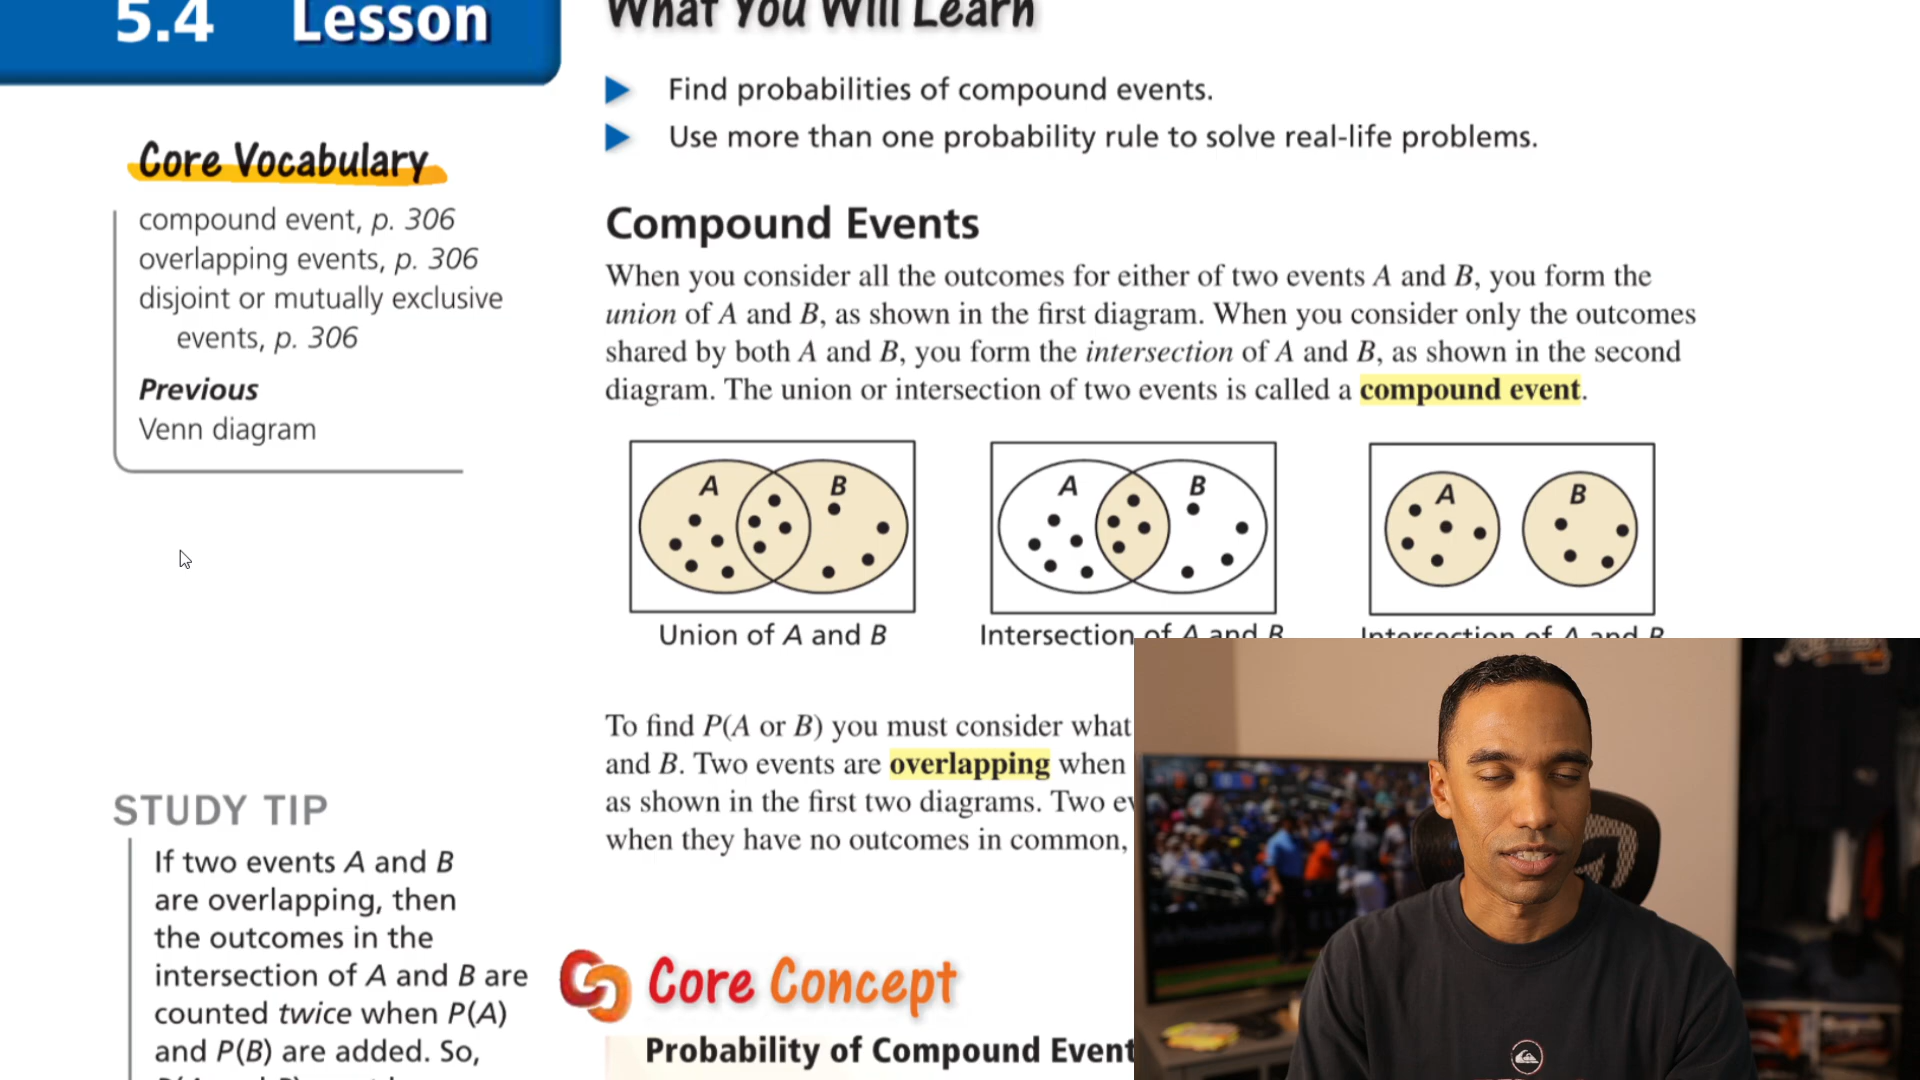 5.4 Lesson
What You Will Learn
Find probabilities of compound events.
Use more than one probability rule to solve real-life problems.
Core Vocabulary
compound event, p. 306
overlapping events, p. 306
disjoint or mutually exclusive
events, p. 306
Previous
Venn diagram
Compound Events
When you consider all the outcomes for either of two events A and B, you form the
union of A and B, as shown in the first diagram. When you consider only the outcomes
shared by both A and B, you form the intersection of A and B, as shown in the second
diagram. The union or intersection of two events is called a compound event.
A B
A B
A B
Union of A and B
Intersection of A and B
Intersection of A and B
To find P(A or B) you must consider what
and B. Two events are overlapping when
as shown in the first two diagrams. Two ev
when they have no outcomes in common,
STUDY TIP
If two events A and B
are overlapping, then
the outcomes in the
intersection of A and B are
counted twice when P(A)
and P(B) are added. So,
Core Concept
Probability of Compound Event